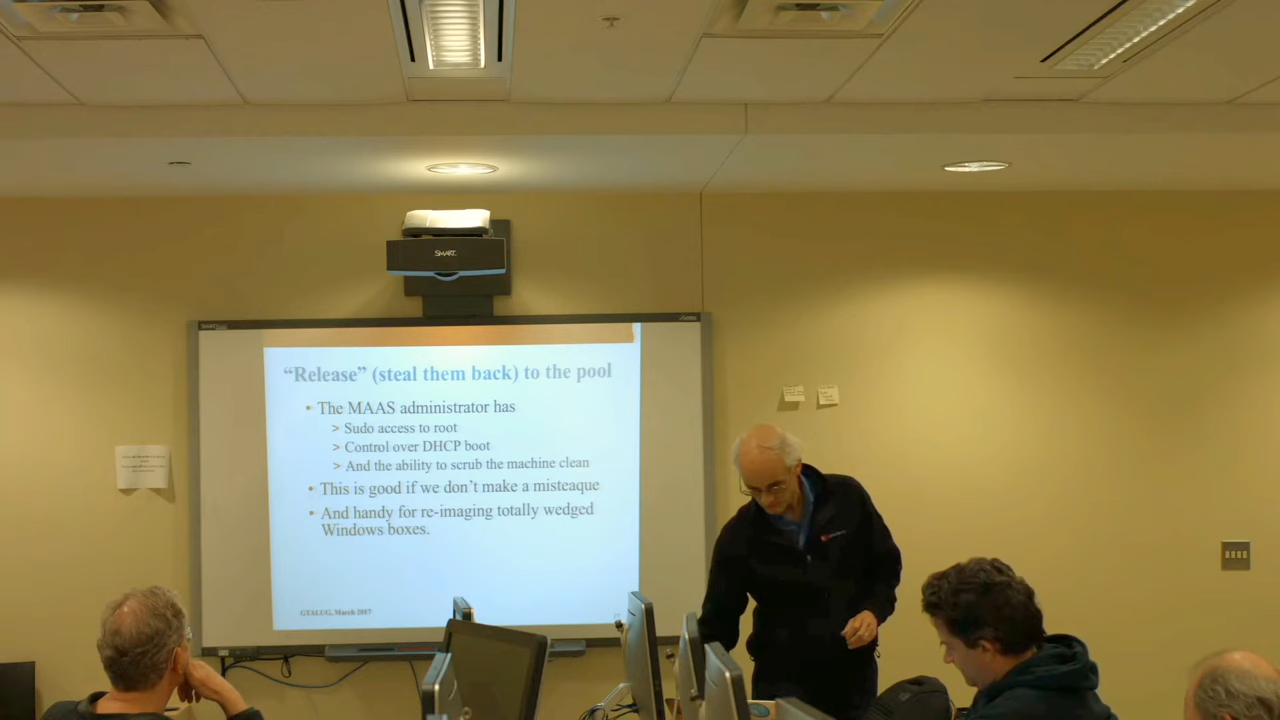 SMART
"Release" (steal them back) to the pool
• The MAAS administrator has
> Sudo access to root
> Control over DHCP boot
> And the ability to scrub the machine clean
• This is good if we don't make a misteaque
• And handy for re-imaging totally wedged
Windows boxes.
GTALUG, March 2017